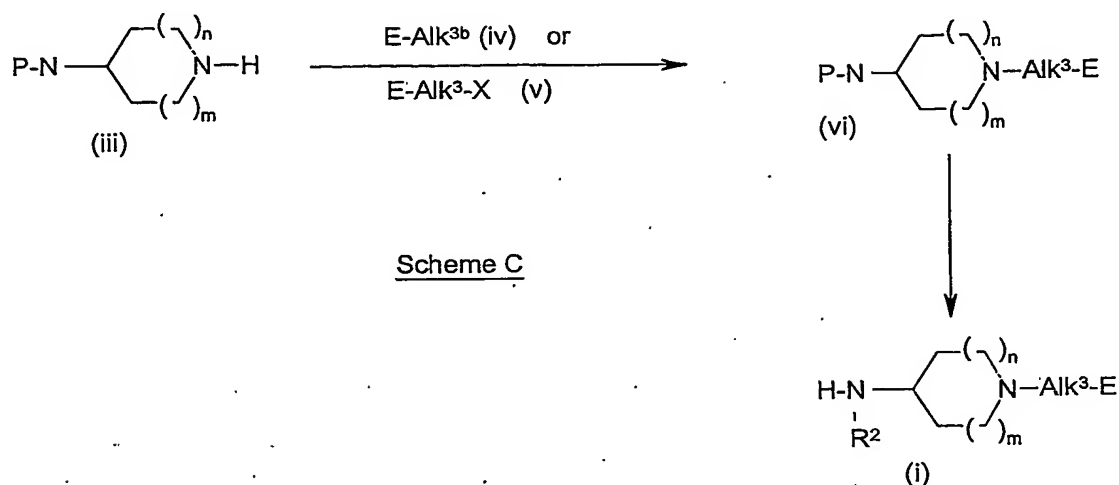 P-N
( )n
N-H
( )m
(iii)
E-Alk³ᵇ (iv) or
E-Alk³-X (v)
P-N
( )n
N-Alk³-E
( )m
(vi)
Scheme C
H-N
R²
( )n
N-Alk³-E
( )m
(i)